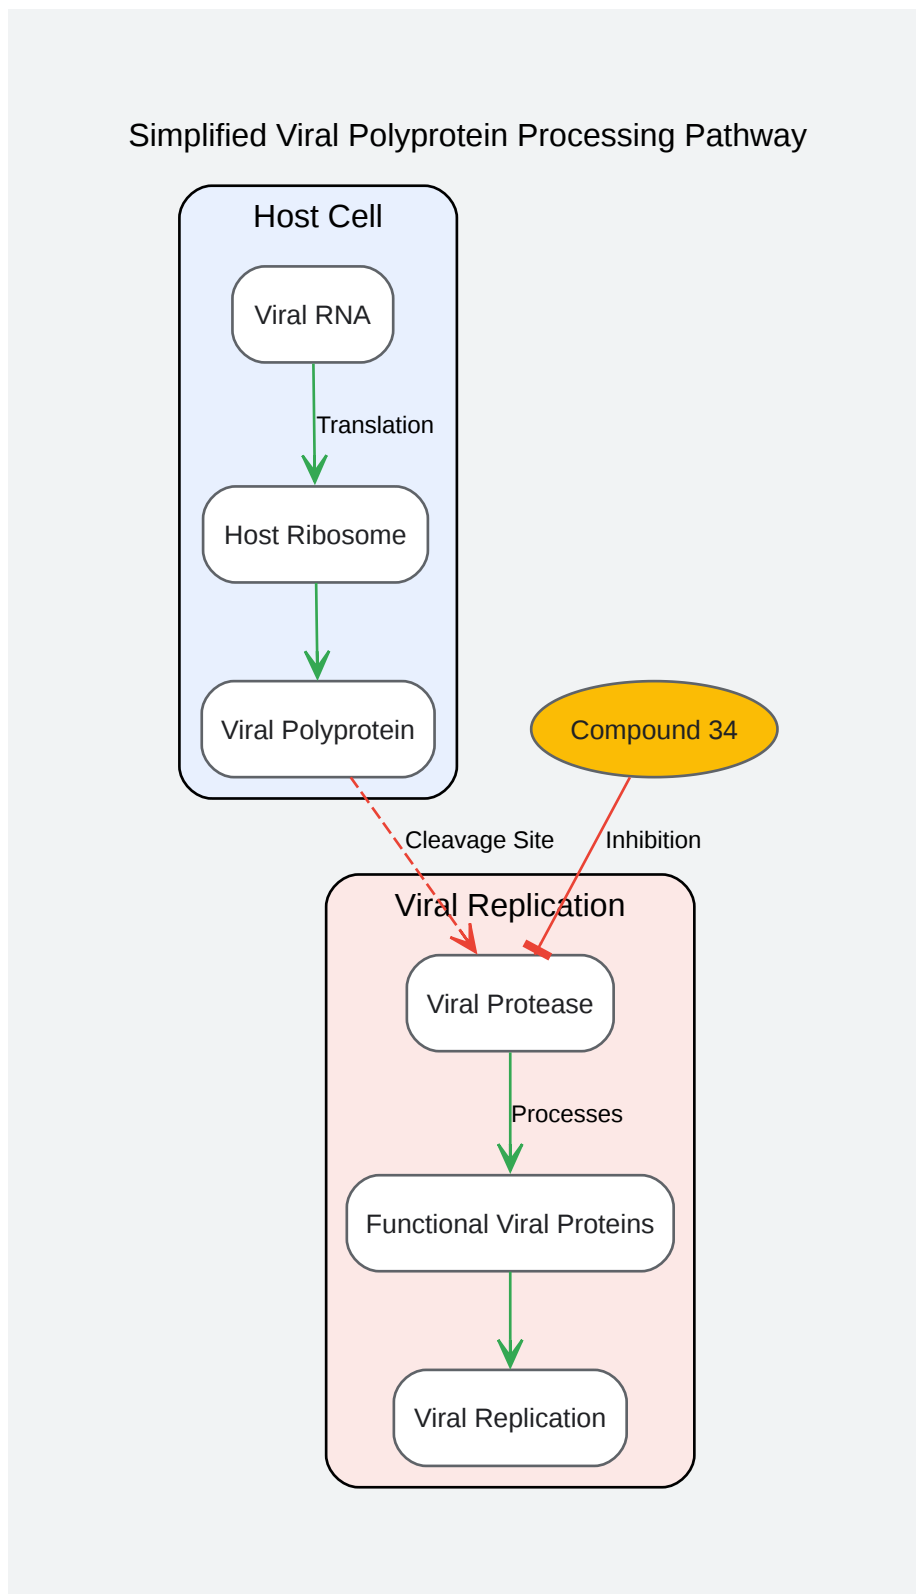 Simplified Viral Polyprotein Processing Pathway
Host Cell
Viral RNA
Translation
Host Ribosome
Viral Polyprotein
Compound 34
Cleavage Site
Inhibition
Viral Replication
Viral Protease
Processes
Functional Viral Proteins
Viral Replication